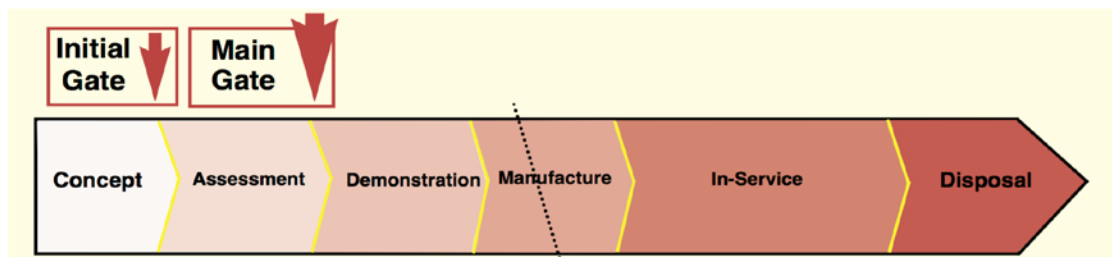 Initial
Gate
Main
Gate
Concept
Assessment
Demonstration
Manufacture
In-Service
Disposal